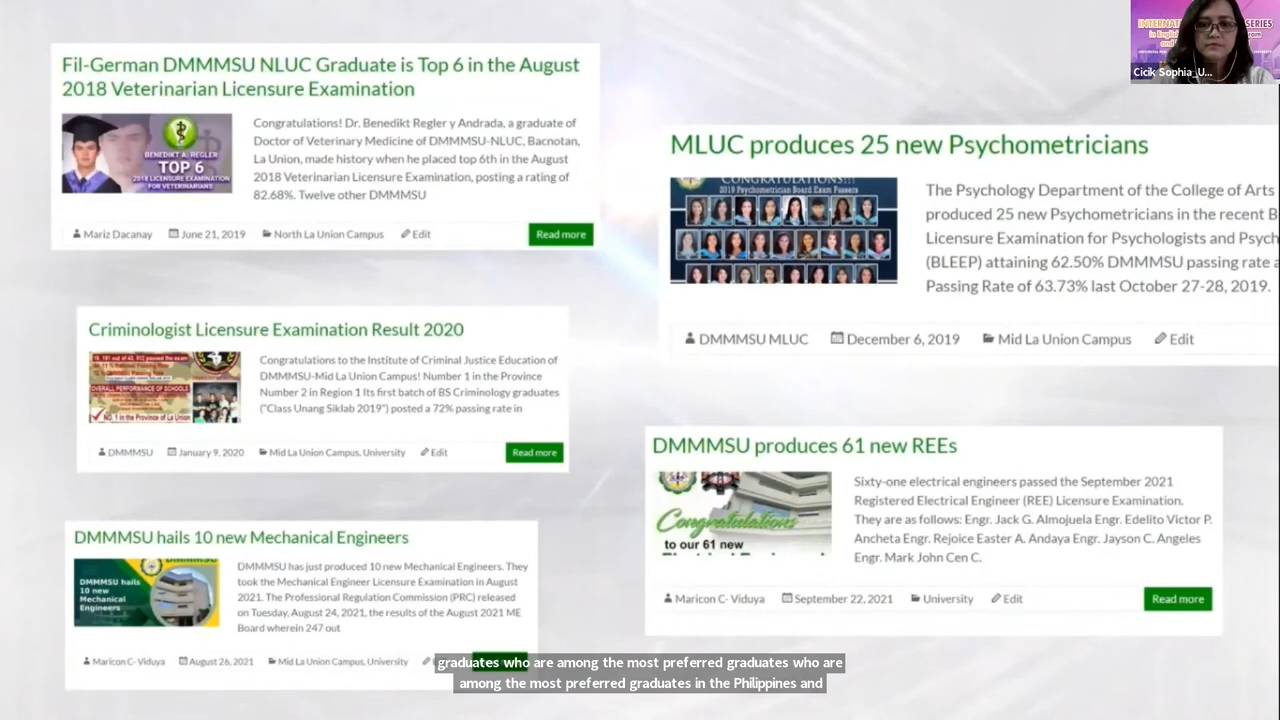 Fil-German DMMMSU NLUC Graduate is Top 6 in the August
2018 Veterinarian Licensure Examination
BENEDIKT A. REGLER
TOP 6
2018 LICENSURE EXAMINATION
FOR VETERINARIANS
Congratulations! Dr. Benedikt Regler y Andrada, a graduate of
Doctor of Veterinary Medicine of DMMMSU-NLUC, Bacnotan,
La Union, made history when he placed top 6th in the August
2018 Veterinarian Licensure Examination, posting a rating of
82.68%. Twelve other DMMMSU
Mariz Dacanay June 21, 2019 North La Union Campus Edit Read more
Criminologist Licensure Examination Result 2020
OVERALL PERFORMANCE OF SCHOOLS
NO. 1 in the Province of La Union
Congratulations to the Institute of Criminal Justice Education of
DMMMSU-Mid La Union Campus! Number 1 in the Province
Number 2 in Region 1 Its first batch of BS Criminology graduates
("Class Unang Siklab 2019") posted a 72% passing rate in
DMMMSU January 9, 2020 Mid La Union Campus, University Edit Read more
DMMMSU hails 10 new Mechanical Engineers
DMMMSU hails
10 new
Mechanical
Engineers
DMMMSU has just produced 10 new Mechanical Engineers. They
took the Mechanical Engineer Licensure Examination in August
2021. The Professional Regulation Commission (PRC) released
on Tuesday, August 24, 2021, the results of the August 2021 ME
Board wherein 247 out
Maricon C- Viduya August 26, 2021 Mid La Union Campus, University
MLUC produces 25 new Psychometricians
CONGRATULATIONS!!!
2019 Psychometrician Board Exam Passers
The Psychology Department of the College of Arts
produced 25 new Psychometricians in the recent B
Licensure Examination for Psychologists and Psych
(BLEEP) attaining 62.50% DMMMSU passing rate a
Passing Rate of 63.73% last October 27-28, 2019.
DMMMSU MLUC December 6, 2019 Mid La Union Campus Edit
DMMMSU produces 61 new REEs
Congratulations
to our 61 new
Sixty-one electrical engineers passed the September 2021
Registered Electrical Engineer (REE) Licensure Examination.
They are as follows: Engr. Jack G. Almojuela Engr. Edelito Victor P.
Ancheta Engr. Rejoice Easter A. Andaya Engr. Jayson C. Angeles
Engr. Mark John Cen C.
Maricon C- Viduya September 22, 2021 University Edit Read more
Cicik Sophia_U...
graduates who are among the most preferred graduates who are
among the most preferred graduates in the Philippines and